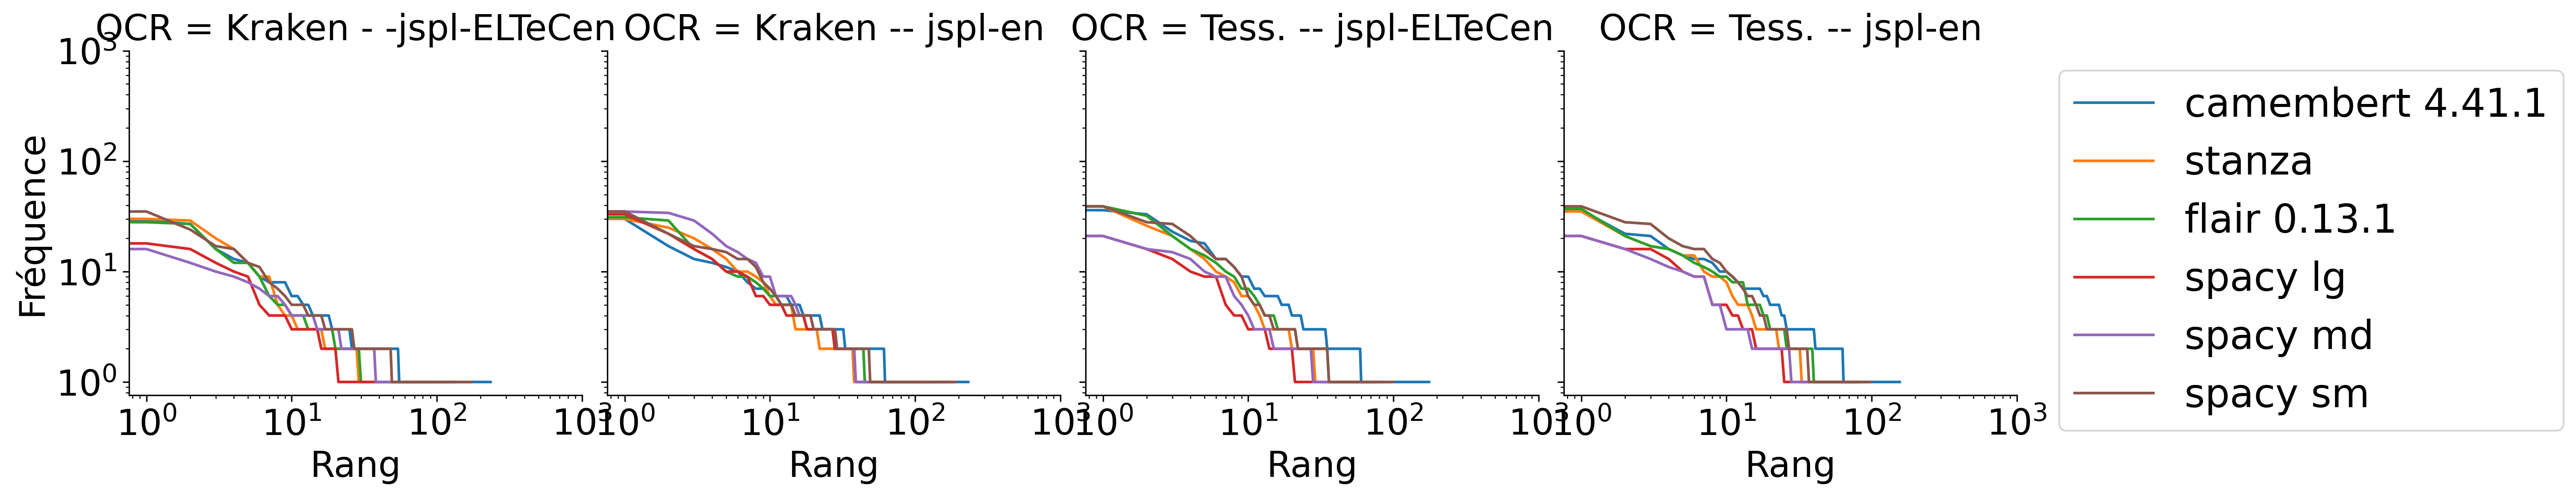 OCR = Kraken - -jspl-ELTeCen
OCR = Kraken -- jspl-en
OCR = Tess. -- jspl-ELTeCen
OCR = Tess. -- jspl-en
Fréquence
10³
10²
10¹
10⁰
10⁰ 10¹ 10² 10³
10⁰ 10¹ 10² 10³
10⁰ 10¹ 10² 10³
10⁰ 10¹ 10² 10³
Rang
Rang
Rang
Rang
camembert 4.41.1
stanza
flair 0.13.1
spacy lg
spacy md
spacy sm